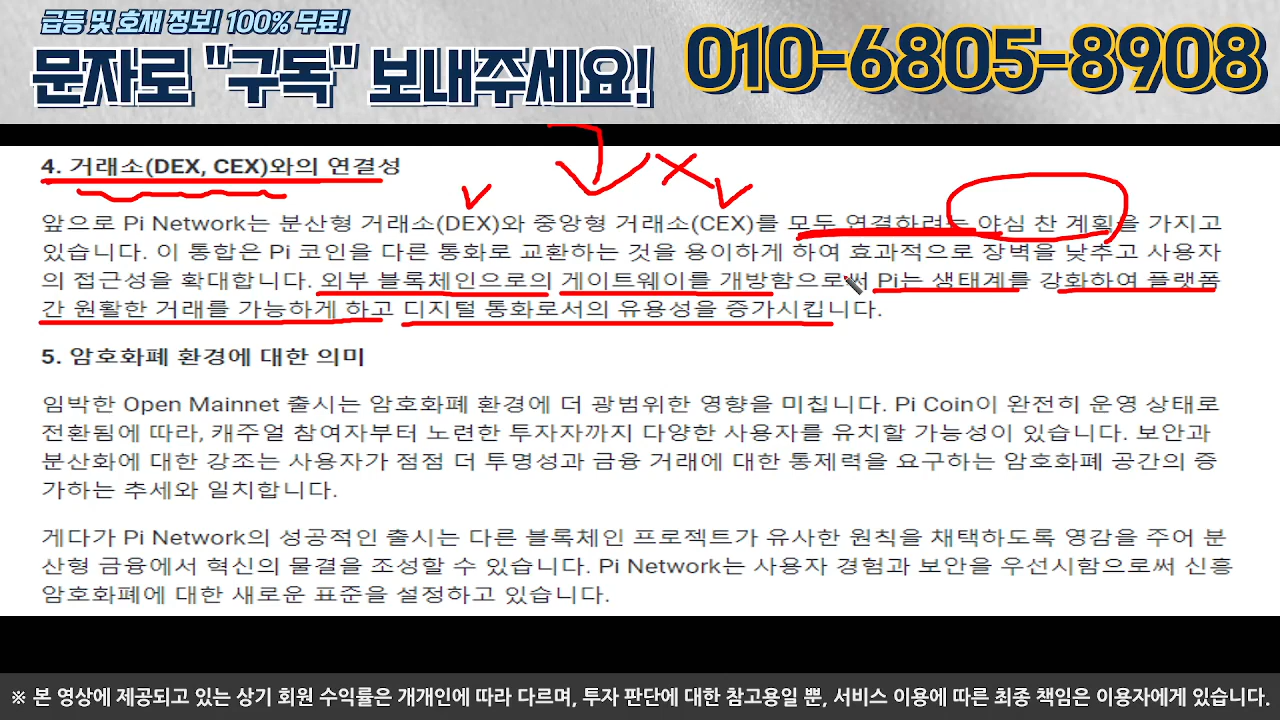 급등 및 호재 정보! 100% 무료!
문자로 "구독" 보내주세요!
010-6805-8908
4. 거래소(DEX, CEX)와의 연결성
앞으로 Pi Network는 분산형 거래소(DEX)와 중앙형 거래소(CEX)를 모두 연결하려는 야심 찬 계획을 가지고
있습니다. 이 통합은 Pi 코인을 다른 통화로 교환하는 것을 용이하게 하여 효과적으로 장벽을 낮추고 사용자
의 접근성을 확대합니다. 외부 블록체인으로의 게이트웨이를 개방함으로써 Pi는 생태계를 강화하여 플랫폼
간 원활한 거래를 가능하게 하고 디지털 통화로서의 유용성을 증가시킵니다.
5. 암호화폐 환경에 대한 의미
임박한 Open Mainnet 출시는 암호화폐 환경에 더 광범위한 영향을 미칩니다. Pi Coin이 완전히 운영 상태로
전환됨에 따라, 캐주얼 참여자부터 노련한 투자자까지 다양한 사용자를 유치할 가능성이 있습니다. 보안과
분산화에 대한 강조는 사용자가 점점 더 투명성과 금융 거래에 대한 통제력을 요구하는 암호화폐 공간의 증
가하는 추세와 일치합니다.
게다가 Pi Network의 성공적인 출시는 다른 블록체인 프로젝트가 유사한 원칙을 채택하도록 영감을 주어 분
산형 금융에서 혁신의 물결을 조성할 수 있습니다. Pi Network는 사용자 경험과 보안을 우선시함으로써 신흥
암호화폐에 대한 새로운 표준을 설정하고 있습니다.
※ 본 영상에 제공되고 있는 상기 회원 수익률은 개개인에 따라 다르며, 투자 판단에 대한 참고용일 뿐, 서비스 이용에 따른 최종 책임은 이용자에게 있습니다.